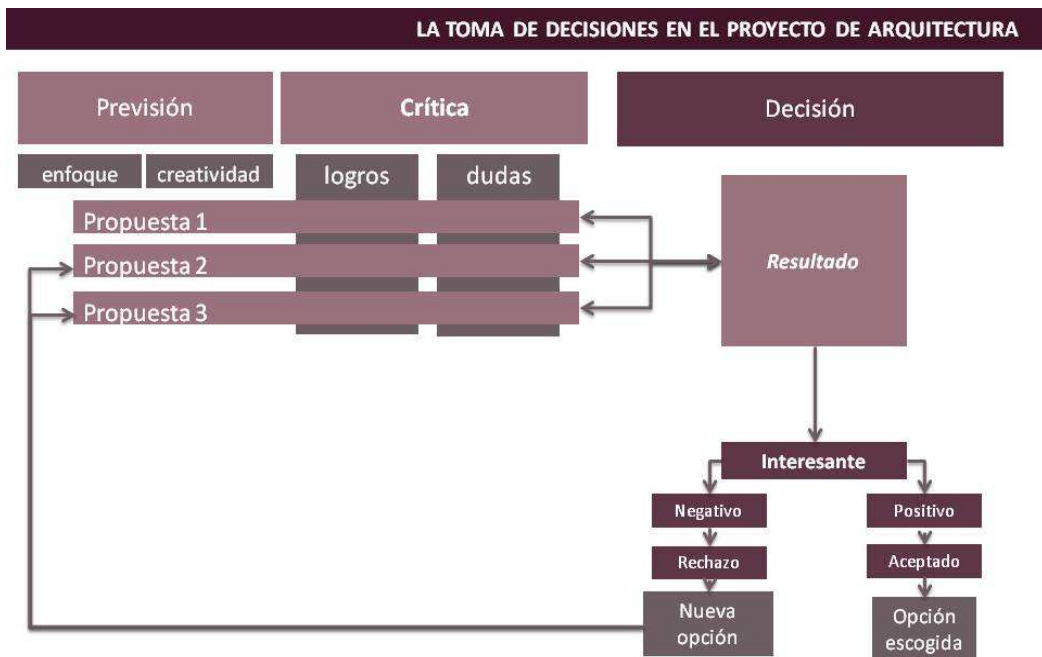 LA TOMA DE DECISIONES EN EL PROYECTO DE ARQUITECTURA
Previsión
Crítica
Decisión
enfoque
creatividad
logros
dudas
Propuesta 1
Propuesta 2
Propuesta 3
Resultado
Interesante
Negativo
Positivo
Rechazo
Aceptado
Nueva
opción
Opción
escogida